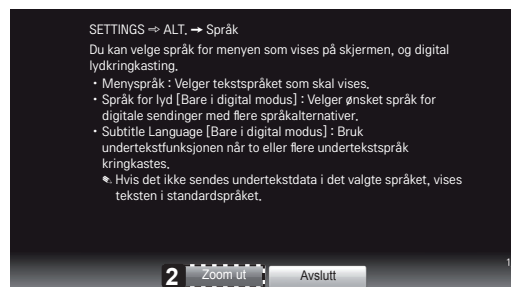 SETTINGS ⇨ ALT. ➞ Språk
Du kan velge språk for menyen som vises på skjermen, og digital
lydkringkasting.
• Menyspråk : Velger tekstspråket som skal vises.
• Språk for lyd [Bare i digital modus] : Velger ønsket språk for
digitale sendinger med flere språkalternativer.
• Subtitle Language [Bare i digital modus] : Bruk
undertekstfunksjonen når to eller flere undertekstspråk
kringkastes.
✎ Hvis det ikke sendes undertekstdata i det valgte språket, vises
teksten i standardspråket.
1
2 Zoom ut Avslutt